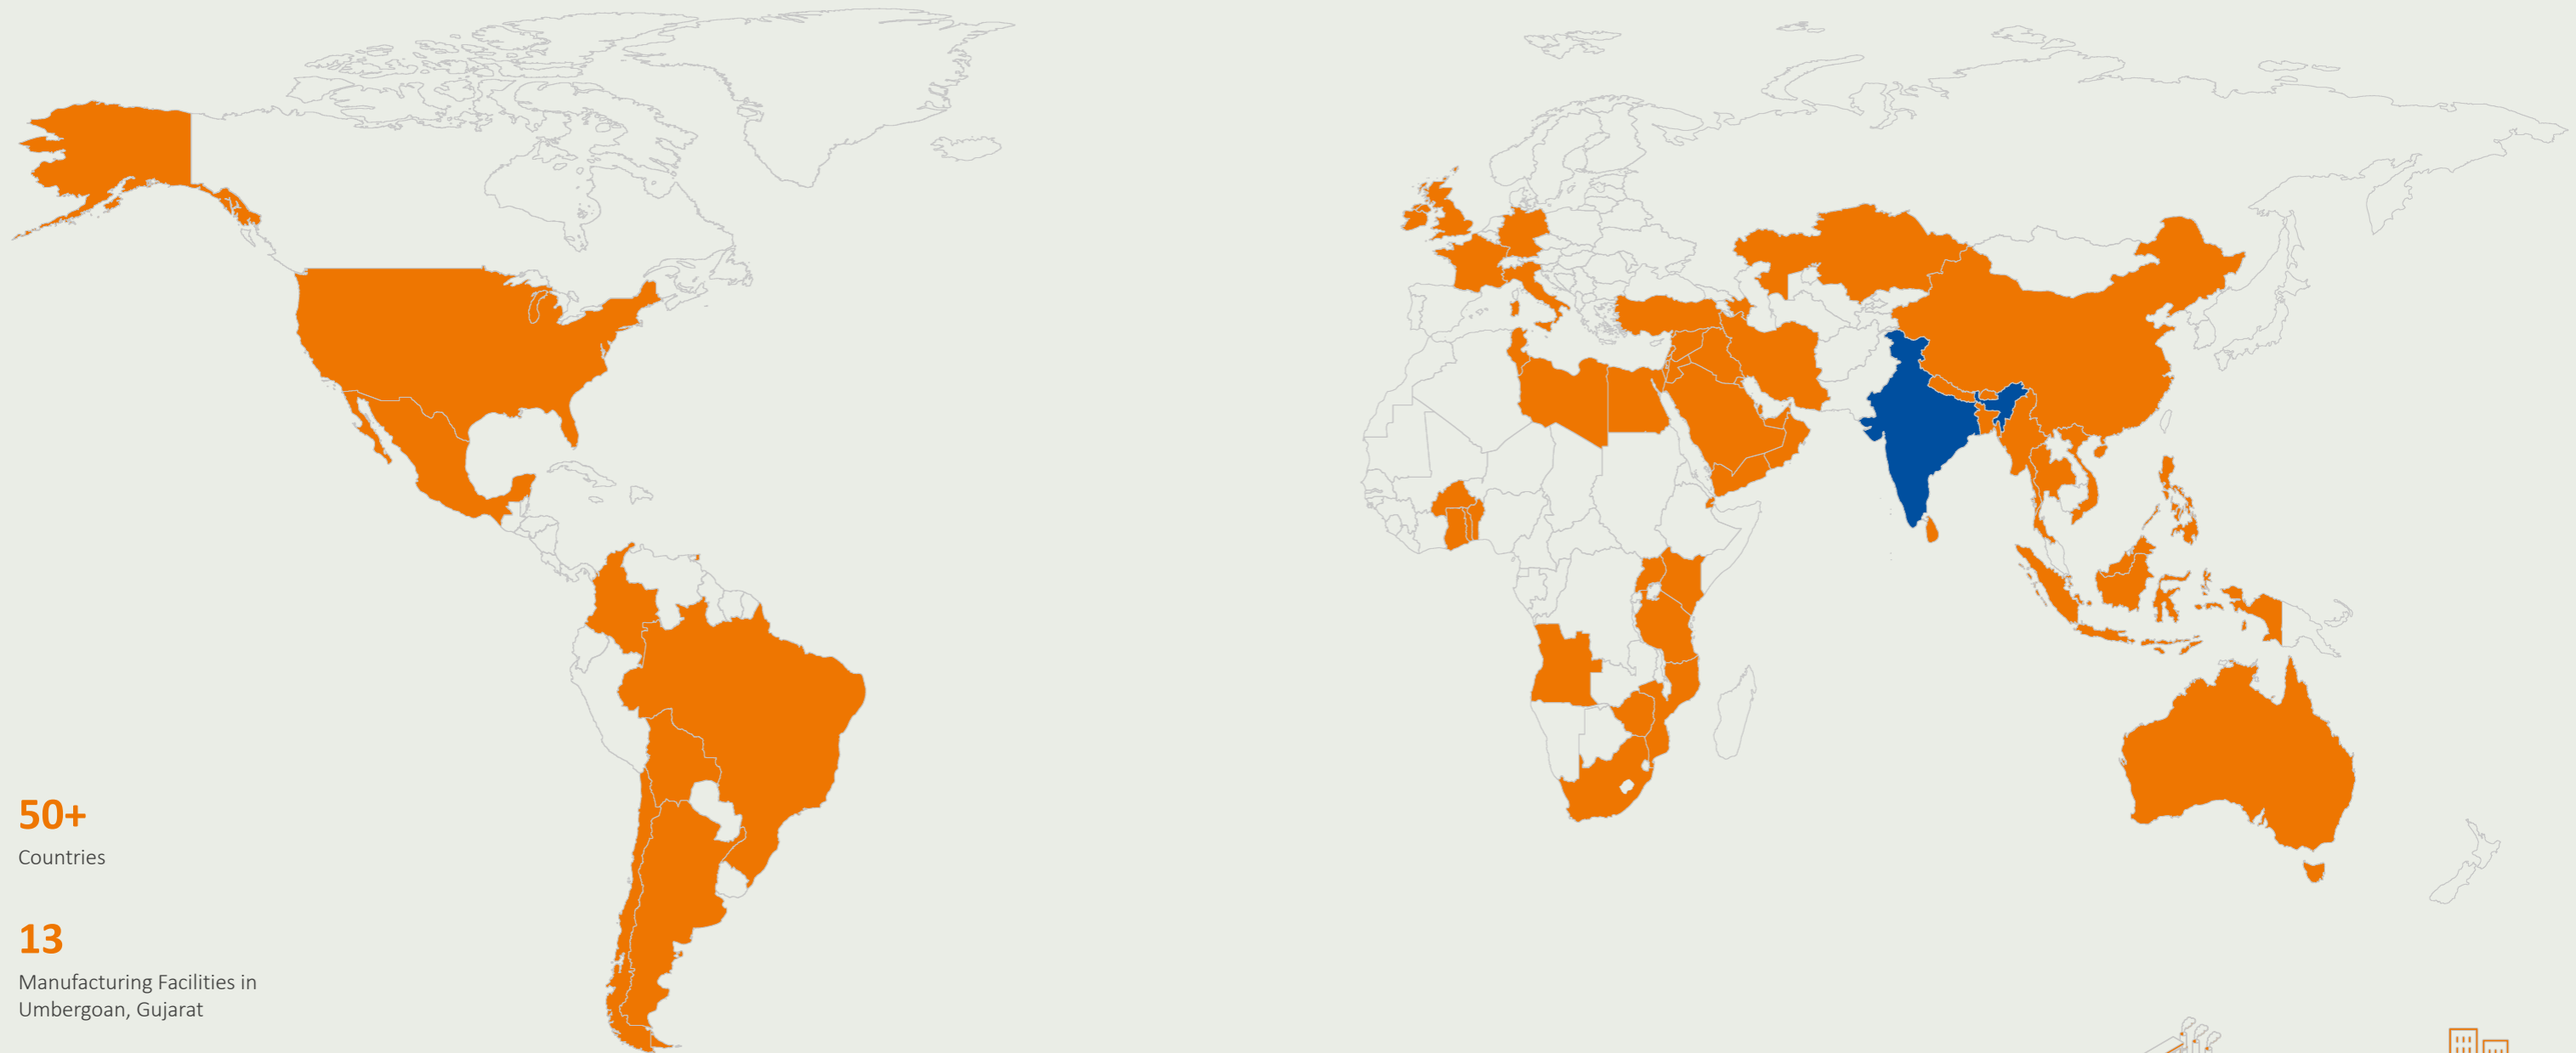 50+
Countries
13
Manufacturing Facilities in
Umbergoan, Gujarat